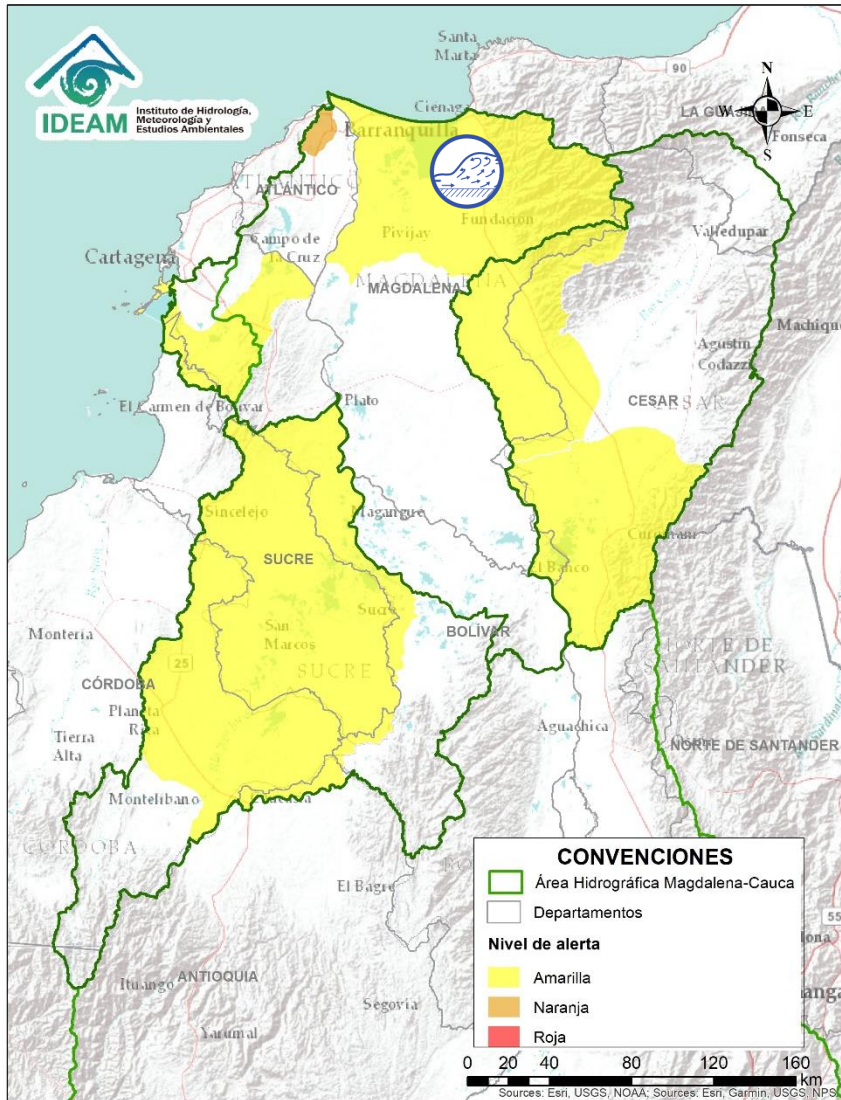 IDEAM
Instituto de Hidrología,
Meteorología y
Estudios Ambientales
Santa
Marta
90
N
W
E
S
LA GUAJIRA
Fonseca
Ciénaga
Barranquilla
ATLÁNTICO
Fundación
Valledupar
Campo de
la Cruz
Pivijay
Cartagena
MAGDALENA
MAGDALENA
Machiques
Agustín
Codazzi
CESAR
CESAR
El Carmen de Bolívar
Plato
Sincelejo
Magangué
SUCRE
El Banco
Sucre
San
Marcos
BOLÍVAR
SUCRE
Montería
25
NORTE DE
SANTANDER
CÓRDOBA
Planeta
Rica
Tierra
Alta
Aguachica
NORTE DE SANTANDER
Montelíbano
CÓRDOBA
El Bagre
Ituango
ANTIOQUIA
Segovia
Yarumal
CONVENCIONES
Área Hidrográfica Magdalena-Cauca
Departamentos
Nivel de alerta
Amarilla
Naranja
Roja
55
0 20 40 80 120 160
km
Sources: Esri, USGS, NOAA; Sources: Esri, Garmin, USGS, NPS